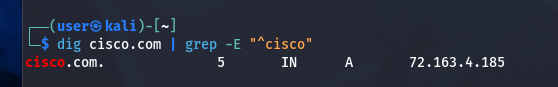 ┌──(user㉿kali)-[~]
└─$ dig cisco.com | grep -E "^cisco"
cisco.com. 5 IN A 72.163.4.185